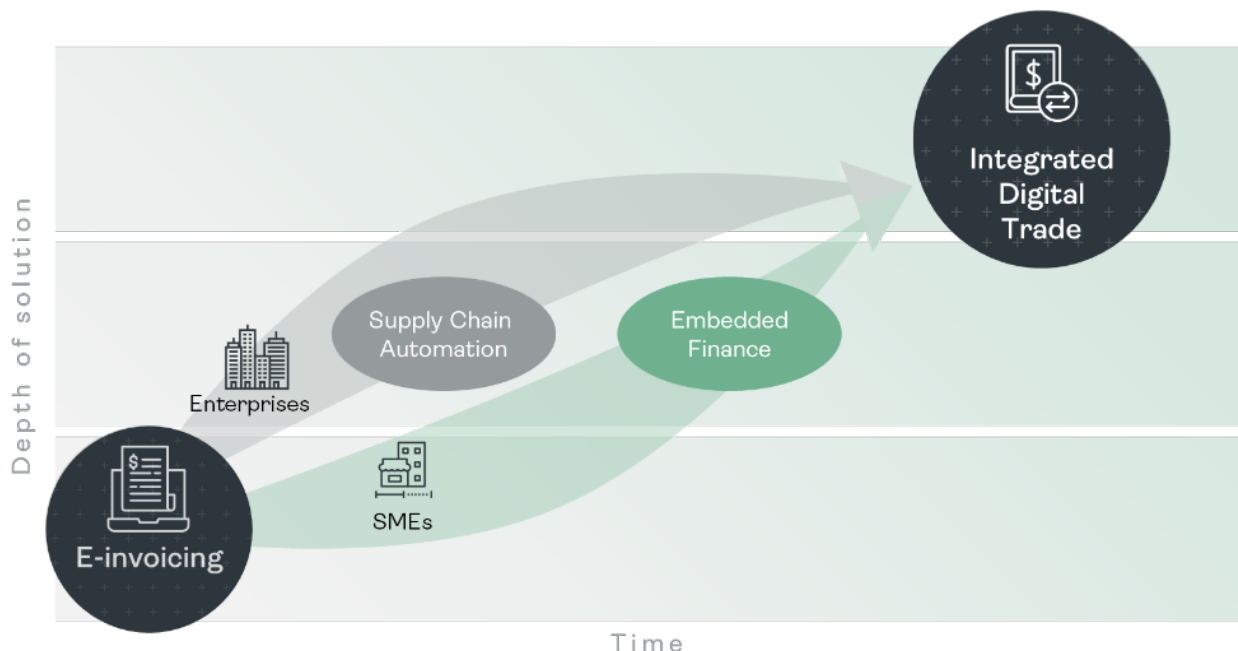 $
Integrated
Digital
Trade
Depth of solution
Supply Chain
Automation
Embedded
Finance
Enterprises
$
E-invoicing
SMEs
Time